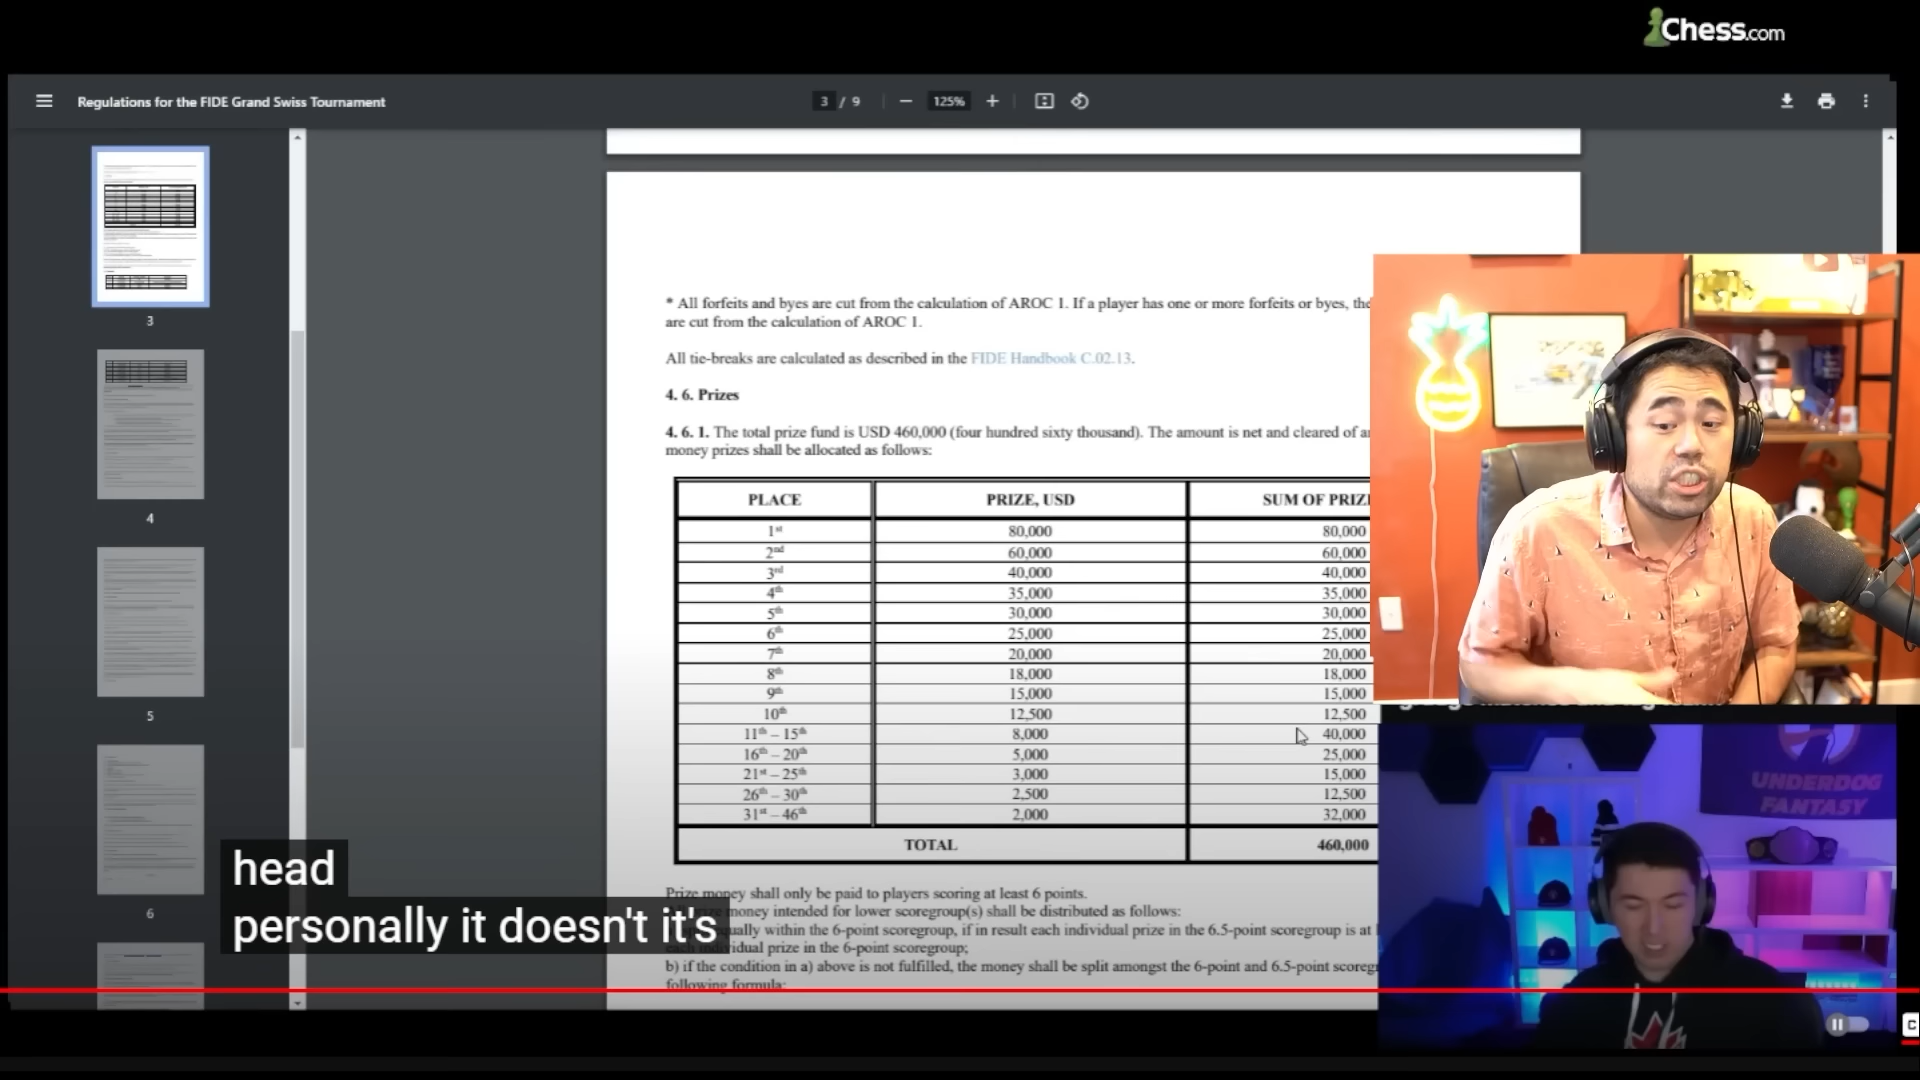 Chess.com
Regulations for the FIDE Grand Swiss Tournament
3 / 9
125%
3
4
5
6
* All forfeits and byes are cut from the calculation of AROC 1. If a player has one or more forfeits or byes, the
are cut from the calculation of AROC 1.
All tie-breaks are calculated as described in the FIDE Handbook C.02.13.
4. 6. Prizes
4. 6. 1. The total prize fund is USD 460,000 (four hundred sixty thousand). The amount is net and cleared of
money prizes shall be allocated as follows:
PLACE PRIZE, USD SUM OF
1st 80,000 80,000
2nd 60,000 60,000
3rd 40,000 40,000
4th 35,000 35,000
5th 30,000 30,000
6th 25,000 25,000
7th 20,000 20,000
8th 18,000 18,000
9th 15,000 15,000
10th 12,500 12,500
11th – 15th 8,000 40,000
16th – 20th 5,000 25,000
21st – 25th 3,000 15,000
26th – 30th 2,500 12,500
31st – 46th 2,000 32,000
TOTAL 460,000
Prize money shall only be paid to players scoring at least 6 points.
money intended for lower scoregroup(s) shall be distributed as follows:
within the 6-point scoregroup, if in result each individual prize in the 6.5-point scoregroup is at
each individual prize in the 6-point scoregroup;
b) if the condition in a) above is not fulfilled, the money shall be split amongst the 6-point and 6.5-point
following formula:
head
personally it doesn't it's
UNDERDOG
FANTASY